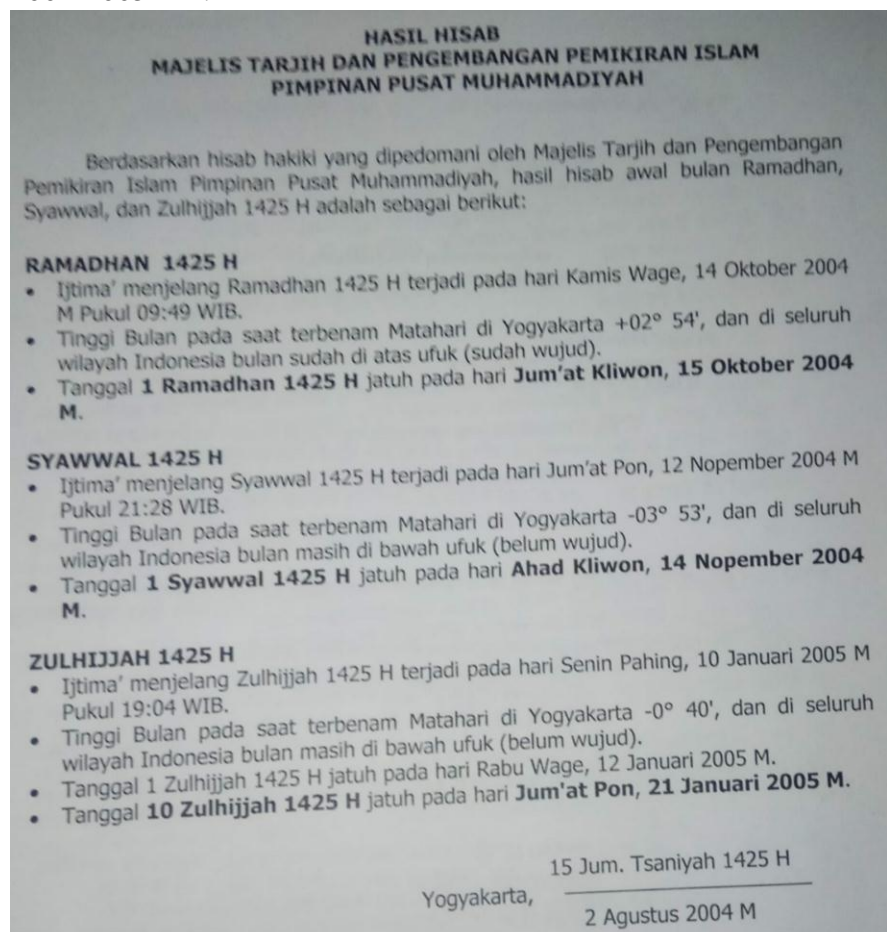 HASIL HISAB
MAJELIS TARJIH DAN PENGEMBANGAN PEMIKIRAN ISLAM
PIMPINAN PUSAT MUHAMMADIYAH
Berdasarkan hisab hakiki yang dipedomani oleh Majelis Tarjih dan Pengembangan
Pemikiran Islam Pimpinan Pusat Muhammadiyah, hasil hisab awal bulan Ramadhan,
Syawwal, dan Zulhijjah 1425 H adalah sebagai berikut:
RAMADHAN 1425 H
• Ijtima' menjelang Ramadhan 1425 H terjadi pada hari Kamis Wage, 14 Oktober 2004
M Pukul 09:49 WIB.
• Tinggi Bulan pada saat terbenam Matahari di Yogyakarta +02° 54', dan di seluruh
wilayah Indonesia bulan sudah di atas ufuk (sudah wujud).
• Tanggal 1 Ramadhan 1425 H jatuh pada hari Jum'at Kliwon, 15 Oktober 2004
M.
SYAWWAL 1425 H
• Ijtima' menjelang Syawwal 1425 H terjadi pada hari Jum'at Pon, 12 Nopember 2004 M
Pukul 21:28 WIB.
• Tinggi Bulan pada saat terbenam Matahari di Yogyakarta -03° 53', dan di seluruh
wilayah Indonesia bulan masih di bawah ufuk (belum wujud).
• Tanggal 1 Syawwal 1425 H jatuh pada hari Ahad Kliwon, 14 Nopember 2004
M.
ZULHIJJAH 1425 H
• Ijtima' menjelang Zulhijjah 1425 H terjadi pada hari Senin Pahing, 10 Januari 2005 M
Pukul 19:04 WIB.
• Tinggi Bulan pada saat terbenam Matahari di Yogyakarta -0° 40', dan di seluruh
wilayah Indonesia bulan masih di bawah ufuk (belum wujud).
• Tanggal 1 Zulhijjah 1425 H jatuh pada hari Rabu Wage, 12 Januari 2005 M.
• Tanggal 10 Zulhijjah 1425 H jatuh pada hari Jum'at Pon, 21 Januari 2005 M.
15 Jum. Tsaniyah 1425 H
Yogyakarta,
2 Agustus 2004 M